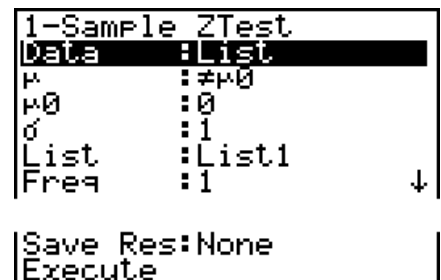 1-Sample ZTest
Data :List
μ :≠μ0
μ0 :0
σ :1
List :List1
Freq :1 ↓
Save Res:None
Execute